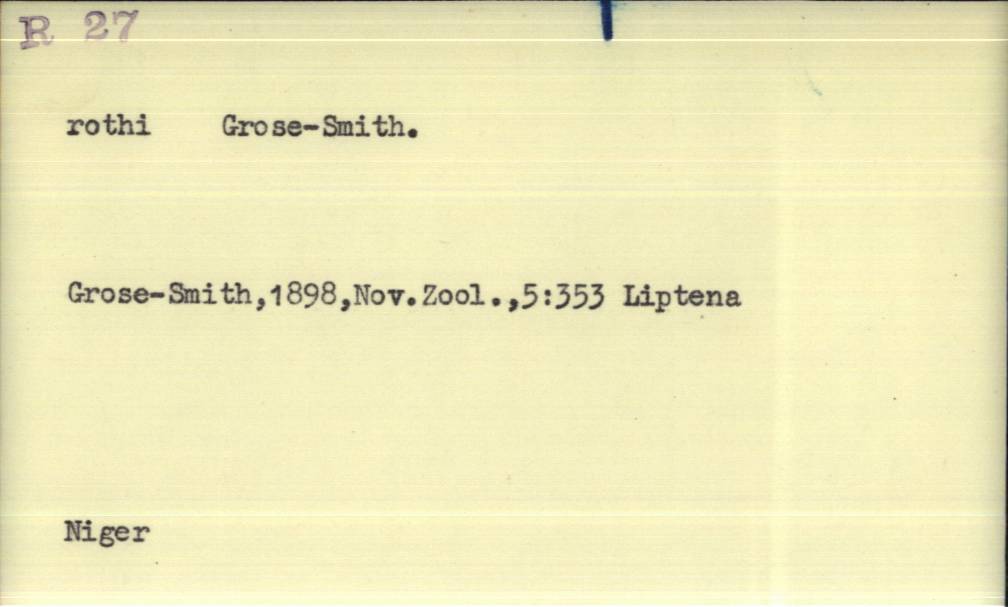 R 27
rothi Grose-Smith.
Grose-Smith,1898,Nov.Zool.,5:353 Liptena
Niger